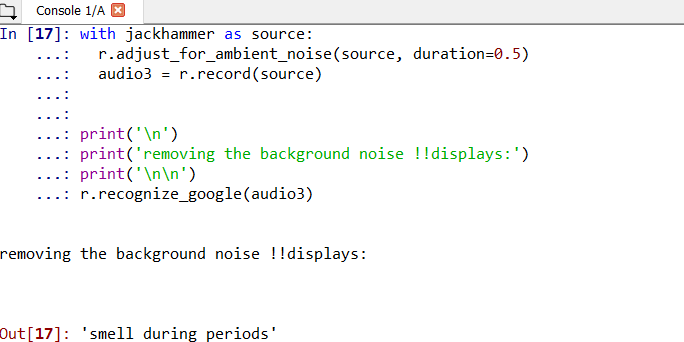 Console 1/A
In [17]: with jackhammer as source:
...: r.adjust_for_ambient_noise(source, duration=0.5)
...: audio3 = r.record(source)
...:
...:
...: print('\n')
...: print('removing the background noise !!displays:')
...: print('\n\n')
...: r.recognize_google(audio3)
removing the background noise !!displays:
Out[17]: 'smell during periods'